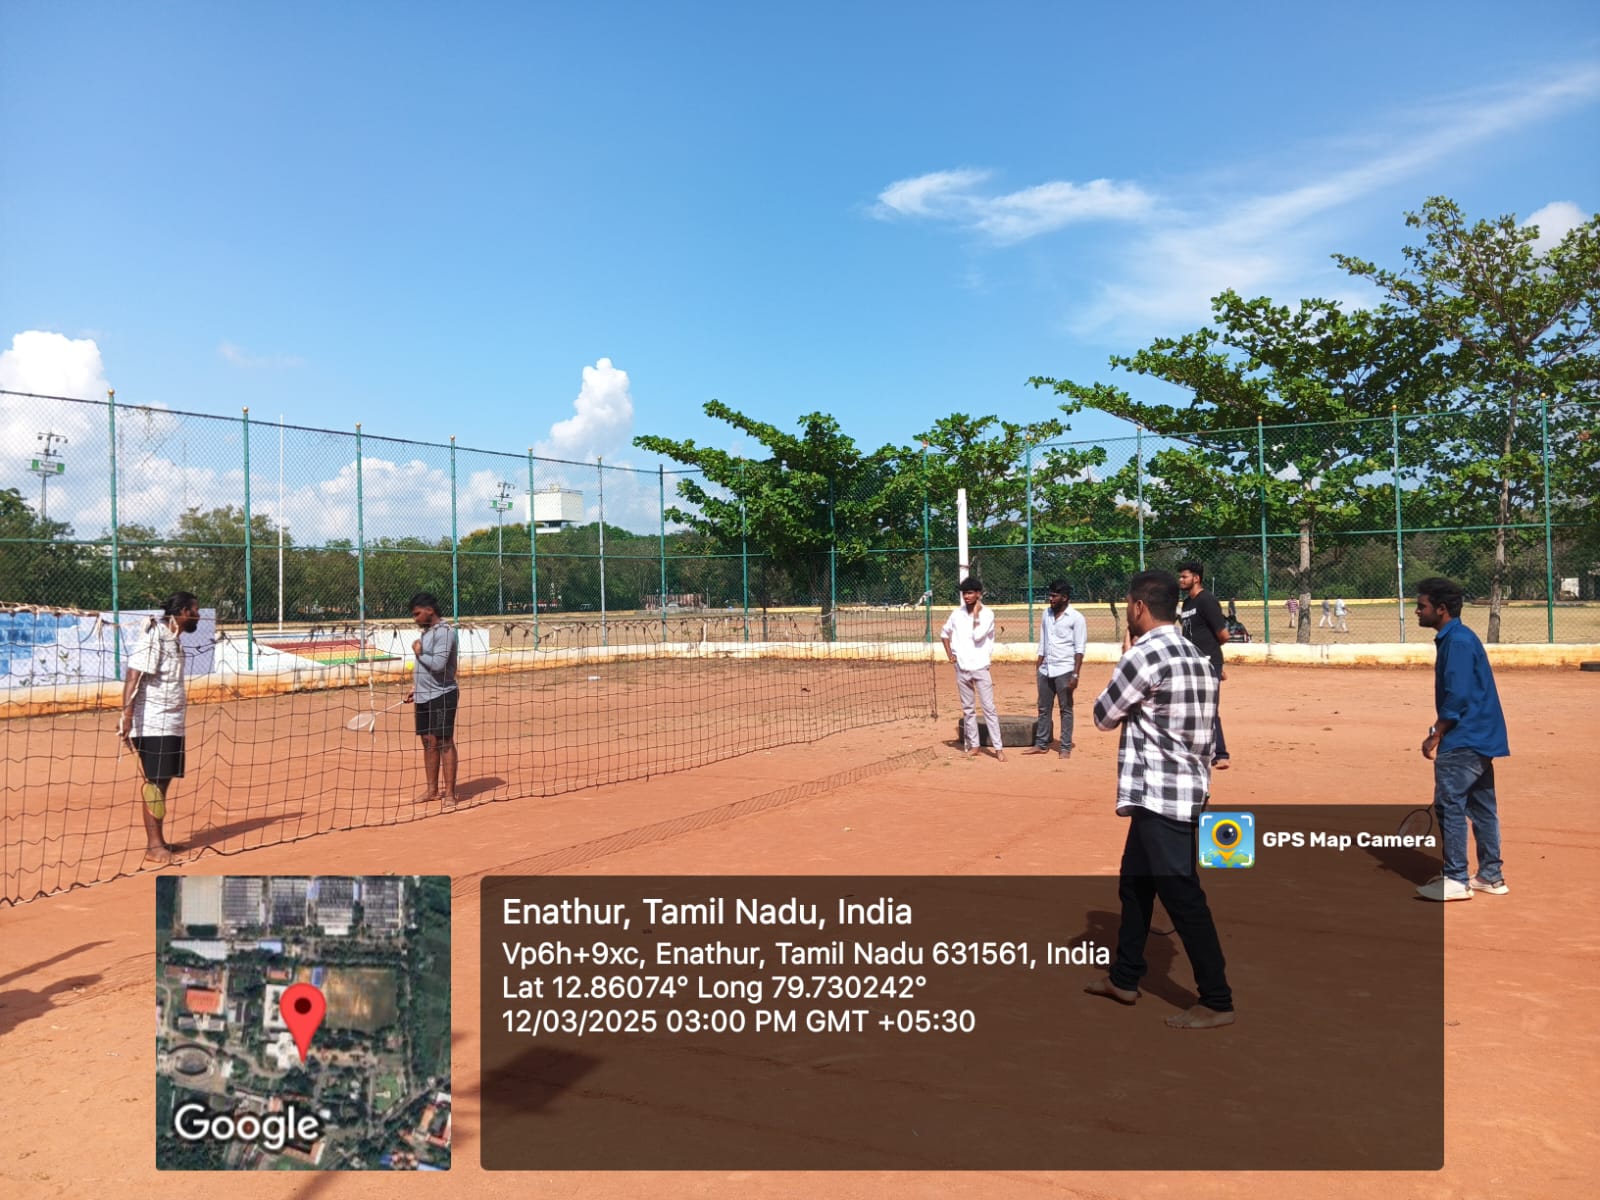 GPS Map Camera
Enathur, Tamil Nadu, India
Vp6h+9xc, Enathur, Tamil Nadu 631561, India
Lat 12.86074° Long 79.730242°
12/03/2025 03:00 PM GMT +05:30
Google